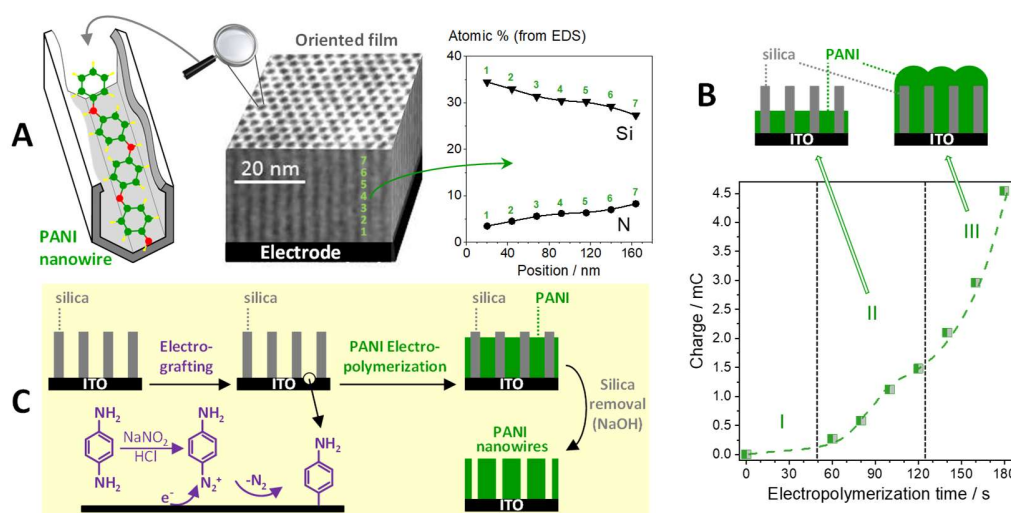 A
Oriented film
20 nm
7
6
5
4
3
2
1
Electrode
PANI
nanowire
Atomic % (from EDS)
40
30
20
10
0
1 2 3 4 5 6 7
Si
1 2 3 4 5 6 7
N
0 40 80 120 160
Position / nm
B
silica PANI
ITO ITO
4.5
4.0
3.5
3.0
2.5
2.0
1.5
1.0
0.5
0.0
Charge / mC
I
II
III
0 30 60 90 120 150 180
Electropolymerization time / s
C
silica
ITO
Electro-
grafting
silica
ITO
PANI Electro-
polymerization
silica PANI
ITO
Silica
removal
(NaOH)
PANI
nanowires
ITO
NH₂
NH₂
NaNO₂
HCl
NH₂
N₂⁺
e⁻
-N₂
NH₂